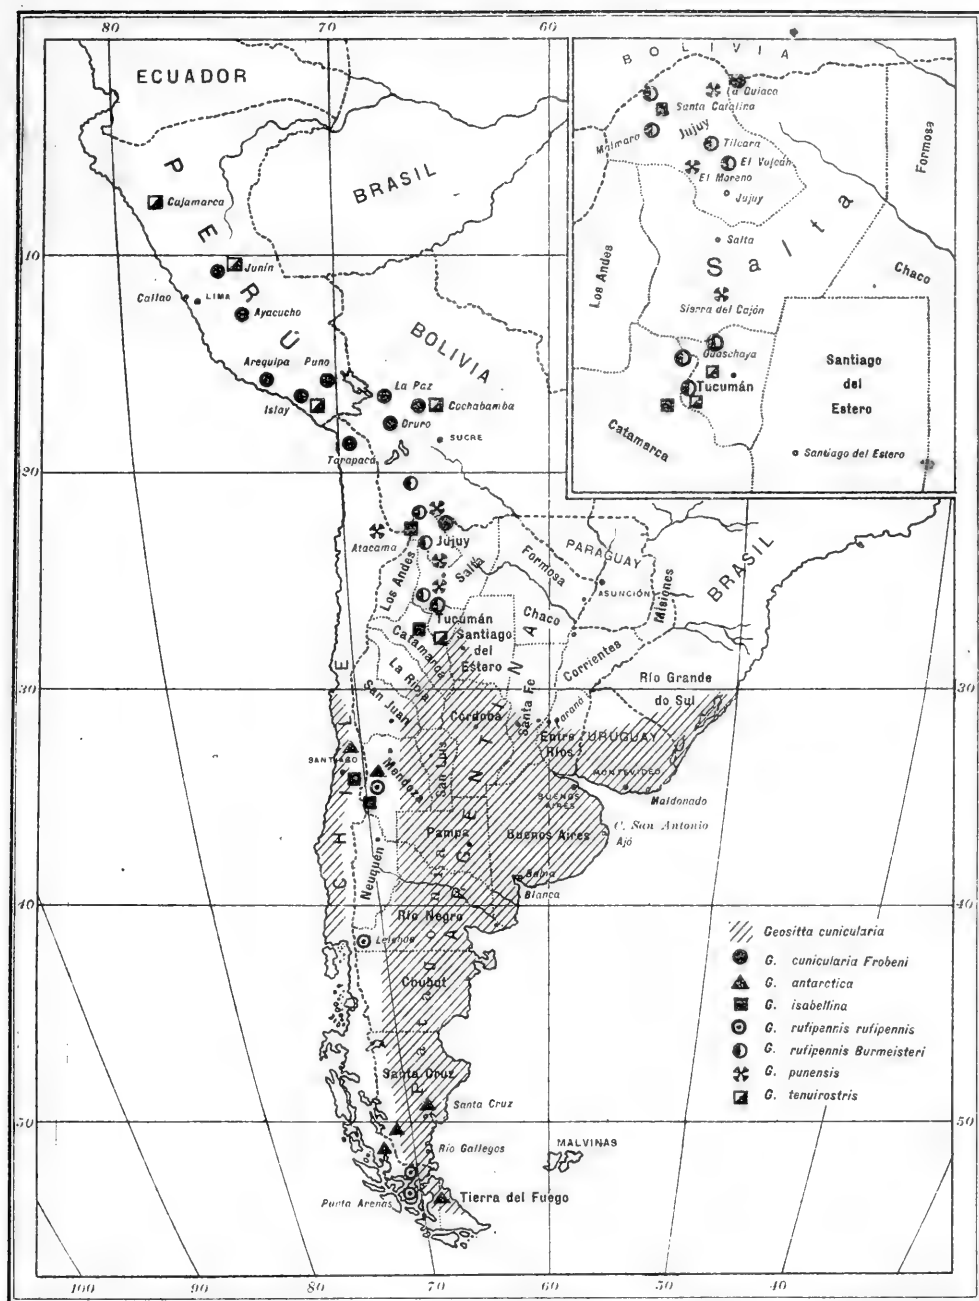 80
70
60
ECUADOR
PERÚ
BRASIL
Cajamarca
10
Junín
Callao
LIMA
Ayacucho
BOLIVIA
Arequipa
Puno
La Paz
Islay
Cochabamba
Oruro
SUCRE
Tarapacá
20
Atacama
Jujuy
Los Andes
Salta
Formosa
PARAGUAY
ASUNCIÓN
Misiones
BRASIL
Chaco
Tucumán
Catamarca
Santiago
del
Estero
Corrientes
La Rioja
30
San Juan
Córdoba
Santa Fe
Paraná
Entre
Ríos
Río Grande
do Sul
URUGUAY
MONTEVIDEO
Maldonado
SANTIAGO
Mendoza
San Luis
BUENOS
AIRES
CHILE
ARGENTINA
Pampa
Buenos Aires
C. San Antonio
Ajó
Neuquén
Bahia
Blanca
40
Río Negro
Chubut
Patagonia
Santa Cruz
Santa Cruz
50
Río Gallegos
MALVINAS
Punta Arenas
Tierra del Fuego
100
90
80
70
60
50
40
BOLIVIA
La Quiaca
Santa Catalina
Jujuy
Tilcara
El Vulcán
El Moreno
Jujuy
Formosa
Salta
Salta
Los Andes
Chaco
Sierra del Cajón
Santiago
del
Estero
Tucumán
Catamarca
Santiago del Estero
Geositta cunicularia
G. cunicularia Frobeni
G. antarctica
G. isabellina
G. rufipennis rufipennis
G. rufipennis Burmeisteri
G. punensis
G. tenuirostris